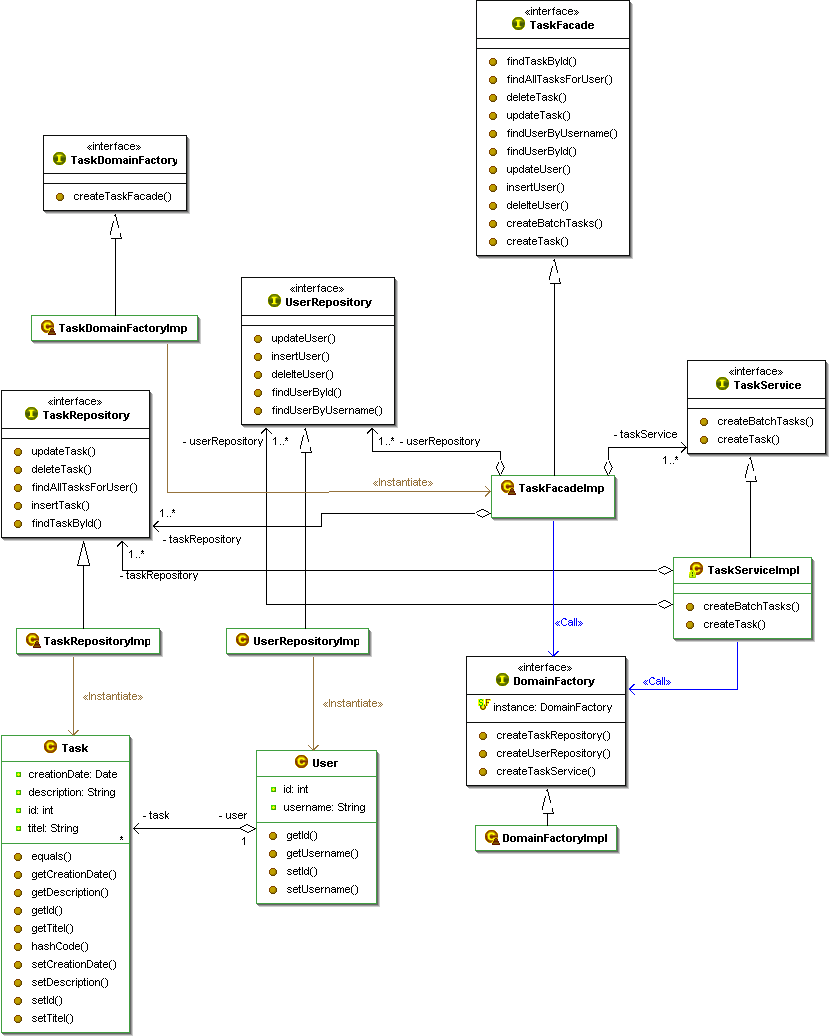 «interface»
TaskFacade
findTaskById()
findAllTasksForUser()
deleteTask()
updateTask()
findUserByUsername()
findUserById()
updateUser()
insertUser()
delelteUser()
createBatchTasks()
createTask()
«interface»
TaskDomainFactory
createTaskFacade()
TaskDomainFactoryImp
«interface»
UserRepository
updateUser()
insertUser()
delelteUser()
findUserById()
findUserByUsername()
«interface»
TaskService
createBatchTasks()
createTask()
«interface»
TaskRepository
updateTask()
deleteTask()
findAllTasksForUser()
insertTask()
findTaskById()
- userRepository
1..*
1..*
- userRepository
- taskService
1..*
«Instantiate»
TaskFacadeImp
1..*
- taskRepository
1..*
- taskRepository
TaskServiceImpl
createBatchTasks()
createTask()
TaskRepositoryImp
UserRepositoryImp
«Call»
«Instantiate»
«Instantiate»
«Call»
«interface»
DomainFactory
instance: DomainFactory
createTaskRepository()
createUserRepository()
createTaskService()
DomainFactoryImpl
Task
creationDate: Date
description: String
id: int
titel: String
*
equals()
getCreationDate()
getDescription()
getId()
getTitel()
hashCode()
setCreationDate()
setDescription()
setId()
setTitel()
- task
- user
1
User
id: int
username: String
getId()
getUsername()
setId()
setUsername()